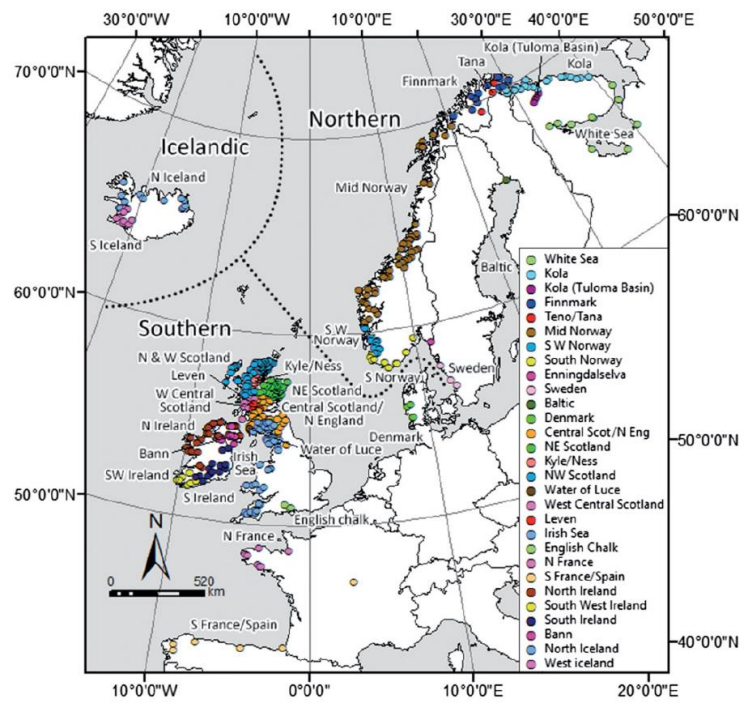 30°0'0"W
20°0'0"W
10°0'0"W
10°0'0"E
30°0'0"E
40°0'0"E
50°0'0"E
Kola (Tuloma Basin)
Tana
Kola
70°0'0"N
Finnmark
Northern
White Sea
Icelandic
N Iceland
Mid Norway
60°0'0"N
S Iceland
Baltic
60°0'0"N
Southern
S W
Norway
N & W Scotland
Kyle/Ness
Leven
NE Scotland
S Norway
Sweden
W Central
Scotland
Central Scotland/
N England
N Ireland
Denmark
Bann
Water of Luce
Irish
Sea
50°0'0"N
SW Ireland
S Ireland
50°0'0"N
English chalk
N
N France
0
520
km
S France/Spain
40°0'0"N
10°0'0"W
0°0'0"
10°0'0"E
20°0'0"E
White Sea
Kola
Kola (Tuloma Basin)
Finnmark
Teno/Tana
Mid Norway
S W Norway
South Norway
Enningdalselva
Sweden
Baltic
Denmark
Central Scot/N Eng
NE Scotland
Kyle/Ness
NW Scotland
Water of Luce
West Central Scotland
Leven
Irish Sea
English Chalk
N France
S France/Spain
North Ireland
South West Ireland
South Ireland
Bann
North Iceland
West iceland